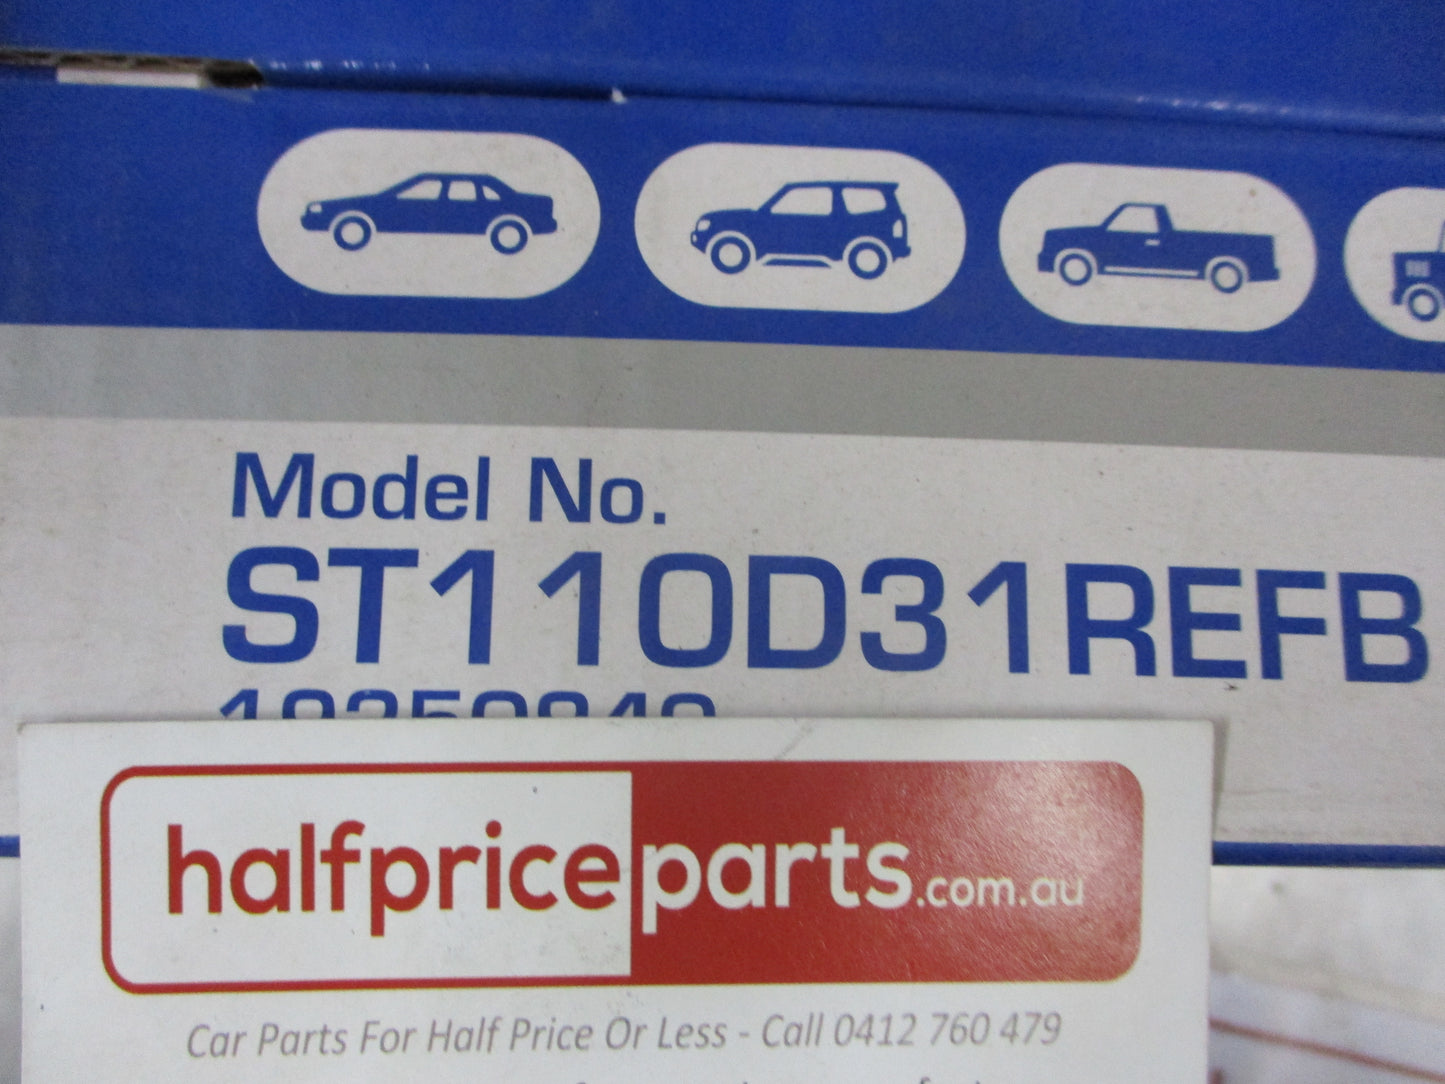 Model No.
ST110D31REFB
halfpriceparts.com.au
Car Parts For Half Price Or Less - Call 0412 760 479